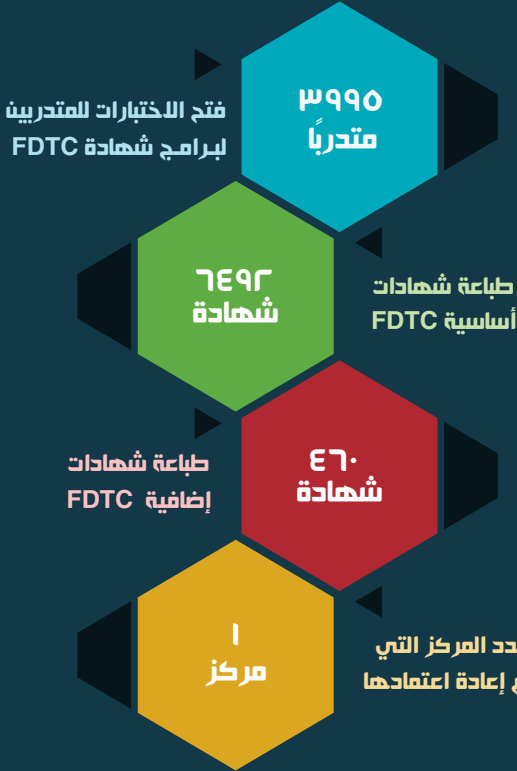 ٣٩٩٥
متدربًا
فتح الاختبارات للمتدربين
لبرامج شهادة FDTC
٦٤٩٢
شهادة
طباعة شهادات
أساسية FDTC
٤٦٠
شهادة
طباعة شهادات
إضافية FDTC
١
مركز
المركز التي
إعادة اعتمادها